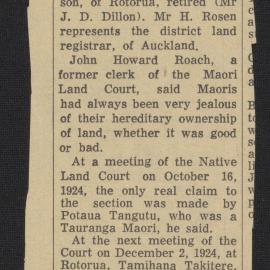 son, of Rotorua, retired (Mr
J. D. Dillon). Mr H. Rosen
represents the district land
registrar, of Auckland.
John Howard Roach, a
former clerk of the Maori
Land Court, said Maoris
had always been very jealous
of their hereditary ownership
of land, whether it was good
or bad.
At a meeting of the Native
Land Court on October 16,
1924, the only real claim to
the section was made by
Potaua Tangutu, who was a
Tauranga Maori, he said.
At the next meeting of the
Court on December 2, 1924, at
Rotorua, Tamihana Takitere,